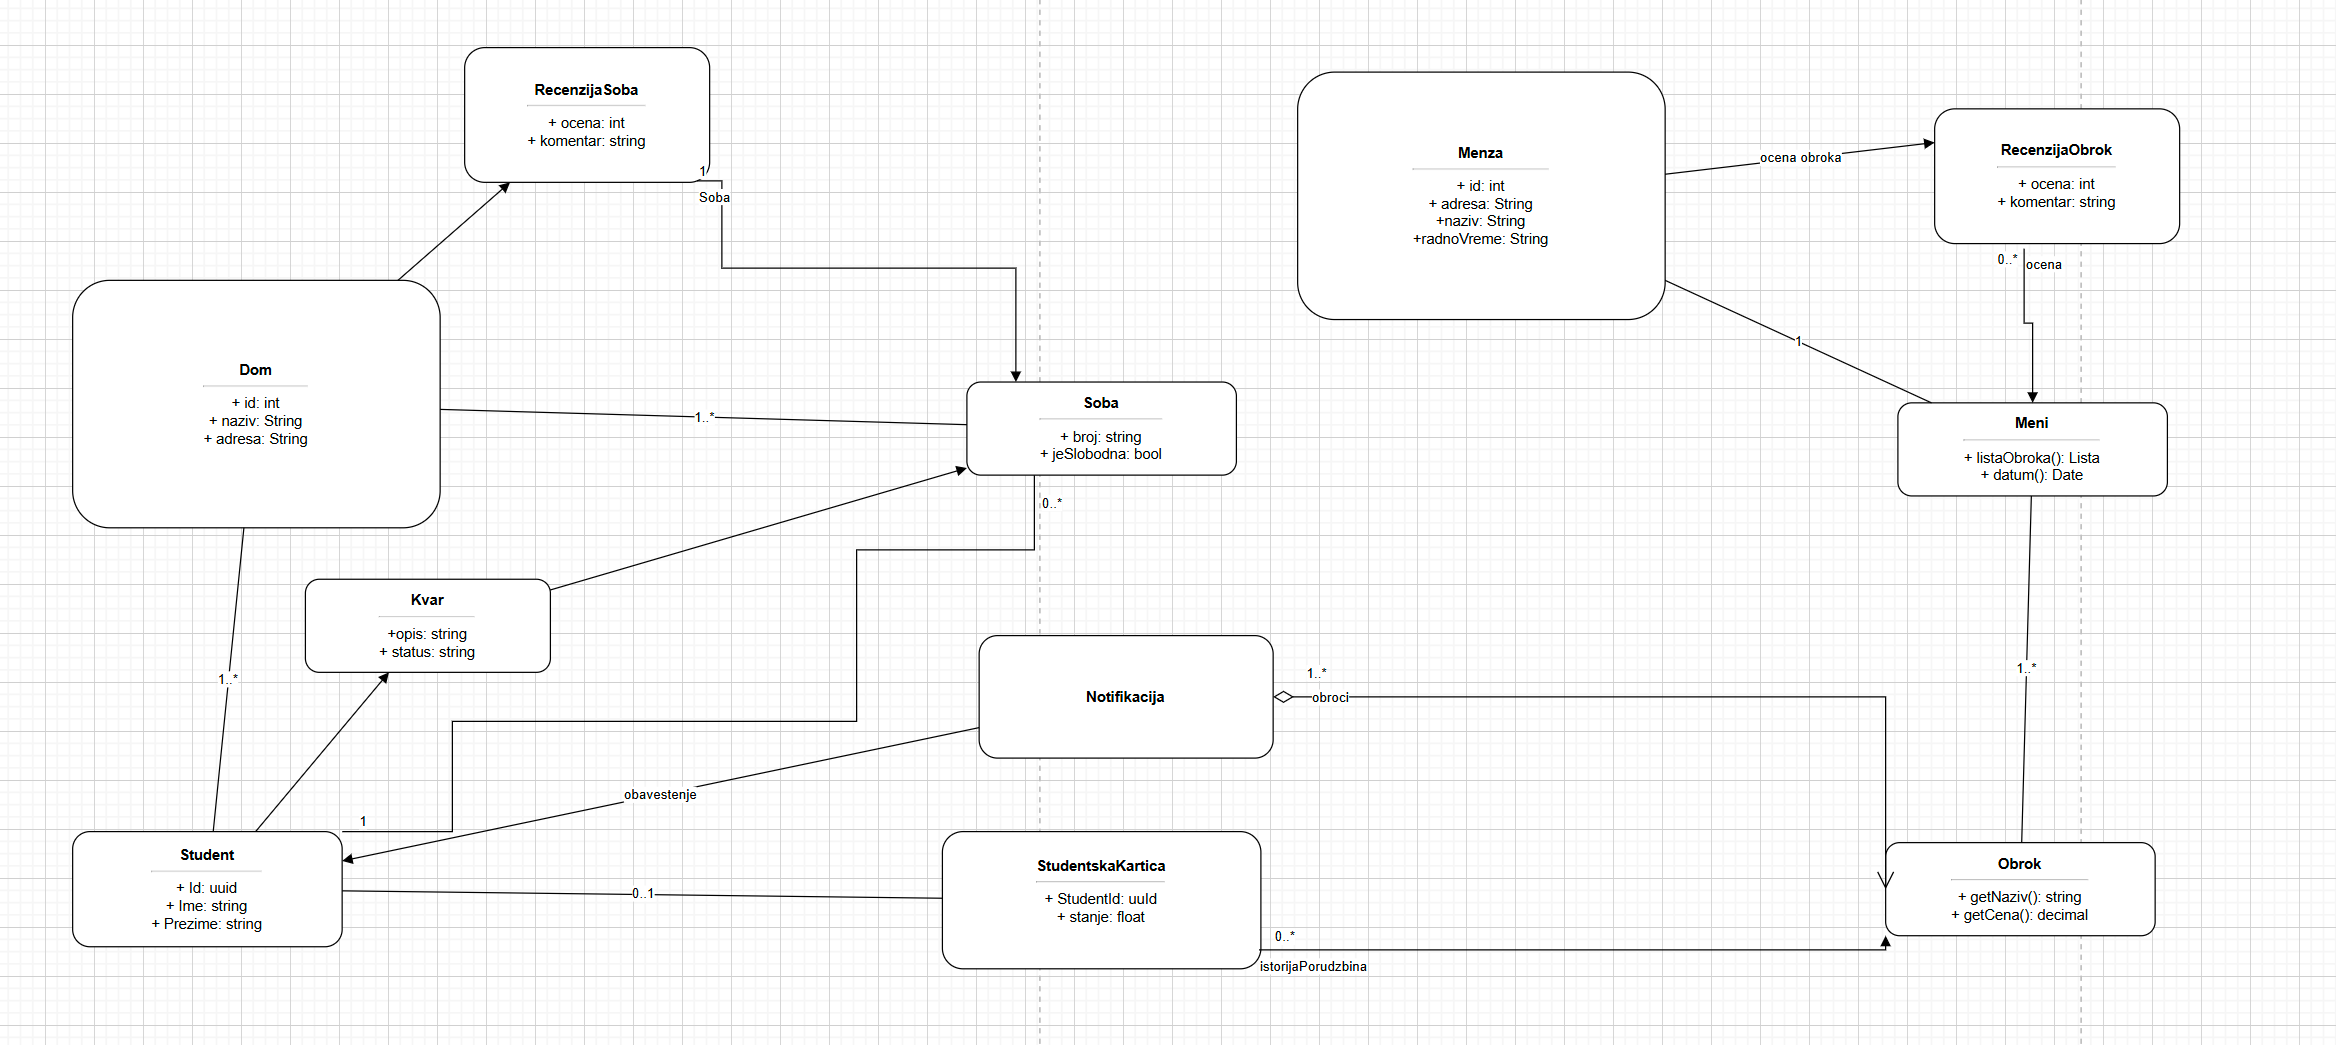 RecenzijaSoba
+ ocena: int
+ komentar: string
1
Soba
Menza
+ id: int
+ adresa: String
+naziv: String
+radnoVreme: String
ocena obroka
RecenzijaObrok
+ ocena: int
+ komentar: string
0..*
ocena
Dom
+ id: int
+ naziv: String
+ adresa: String
1..*
Soba
+ broj: string
+ jeSlobodna: bool
0..*
1
Meni
+ listaObroka(): Lista
+ datum(): Date
Kvar
+opis: string
+ status: string
1..*
Notifikacija
1..*
obroci
1..*
obavestenje
1
Student
+ Id: uuid
+ Ime: string
+ Prezime: string
0..1
StudentskaKartica
+ StudentId: uuId
+ stanje: float
0..*
istorijaPorudzbina
Obrok
+ getNaziv(): string
+ getCena(): decimal